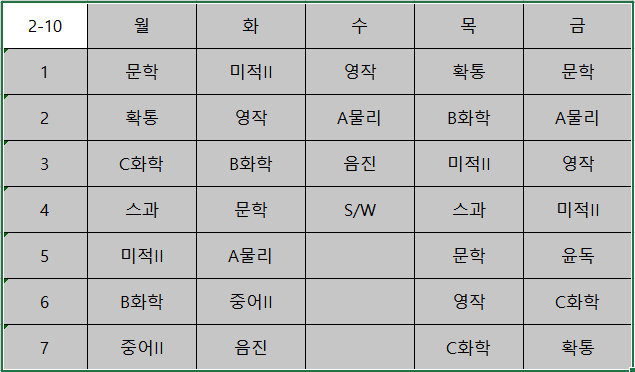 2-10 월 화 수 목 금
1 문학 미적II 영작 확통 문학
2 확통 영작 A물리 B화학 A물리
3 C화학 B화학 음진 미적II 영작
4 스과 문학 S/W 스과 미적II
5 미적II A물리 문학 윤독
6 B화학 중어II 영작 C화학
7 중어II 음진 C화학 확통